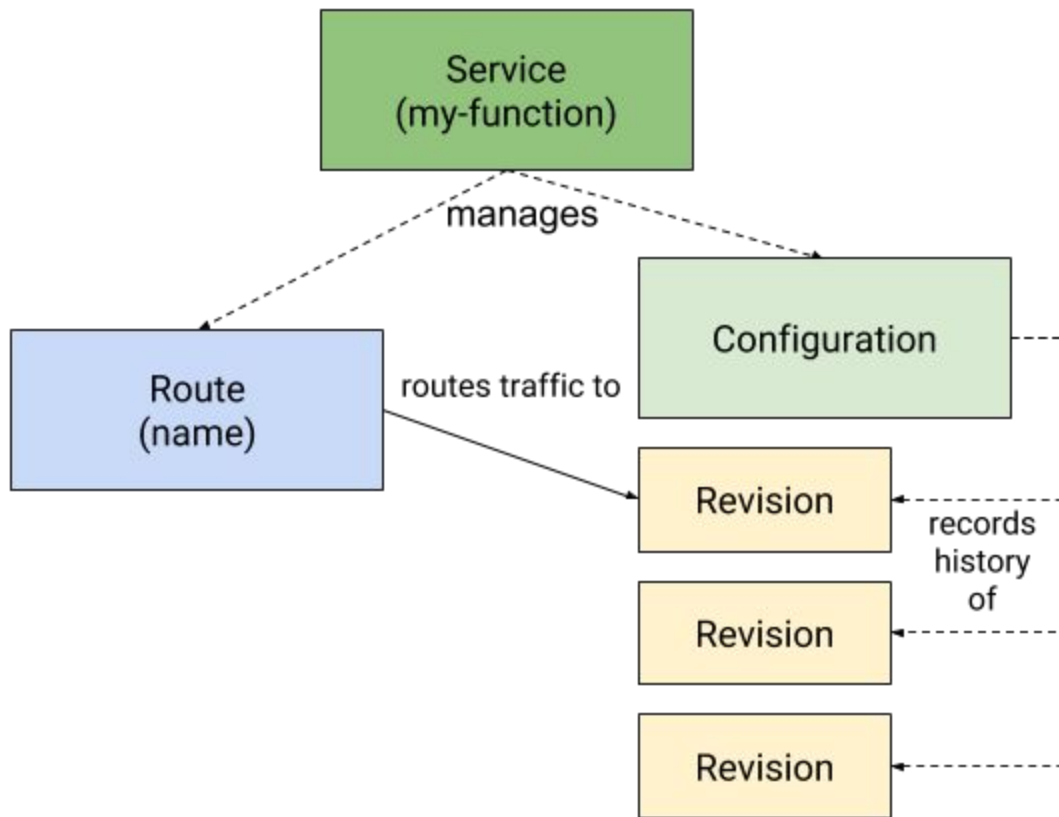 Service
(my-function)
manages
Configuration
Route
(name)
routes traffic to
Revision
records
history
of
Revision
Revision